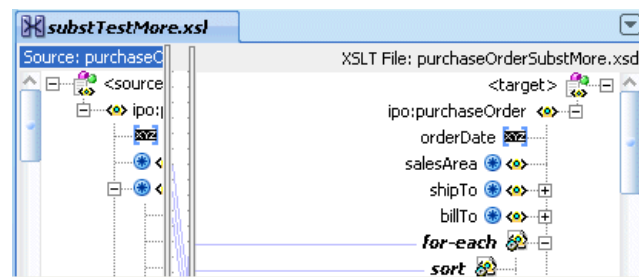 substTestMore.xsl
Source: purchaseO
XSLT File: purchaseOrderSubstMore.xsd
<source
<target>
ipo:p
ipo:purchaseOrder
orderDate
salesArea
shipTo
billTo
for-each
sort